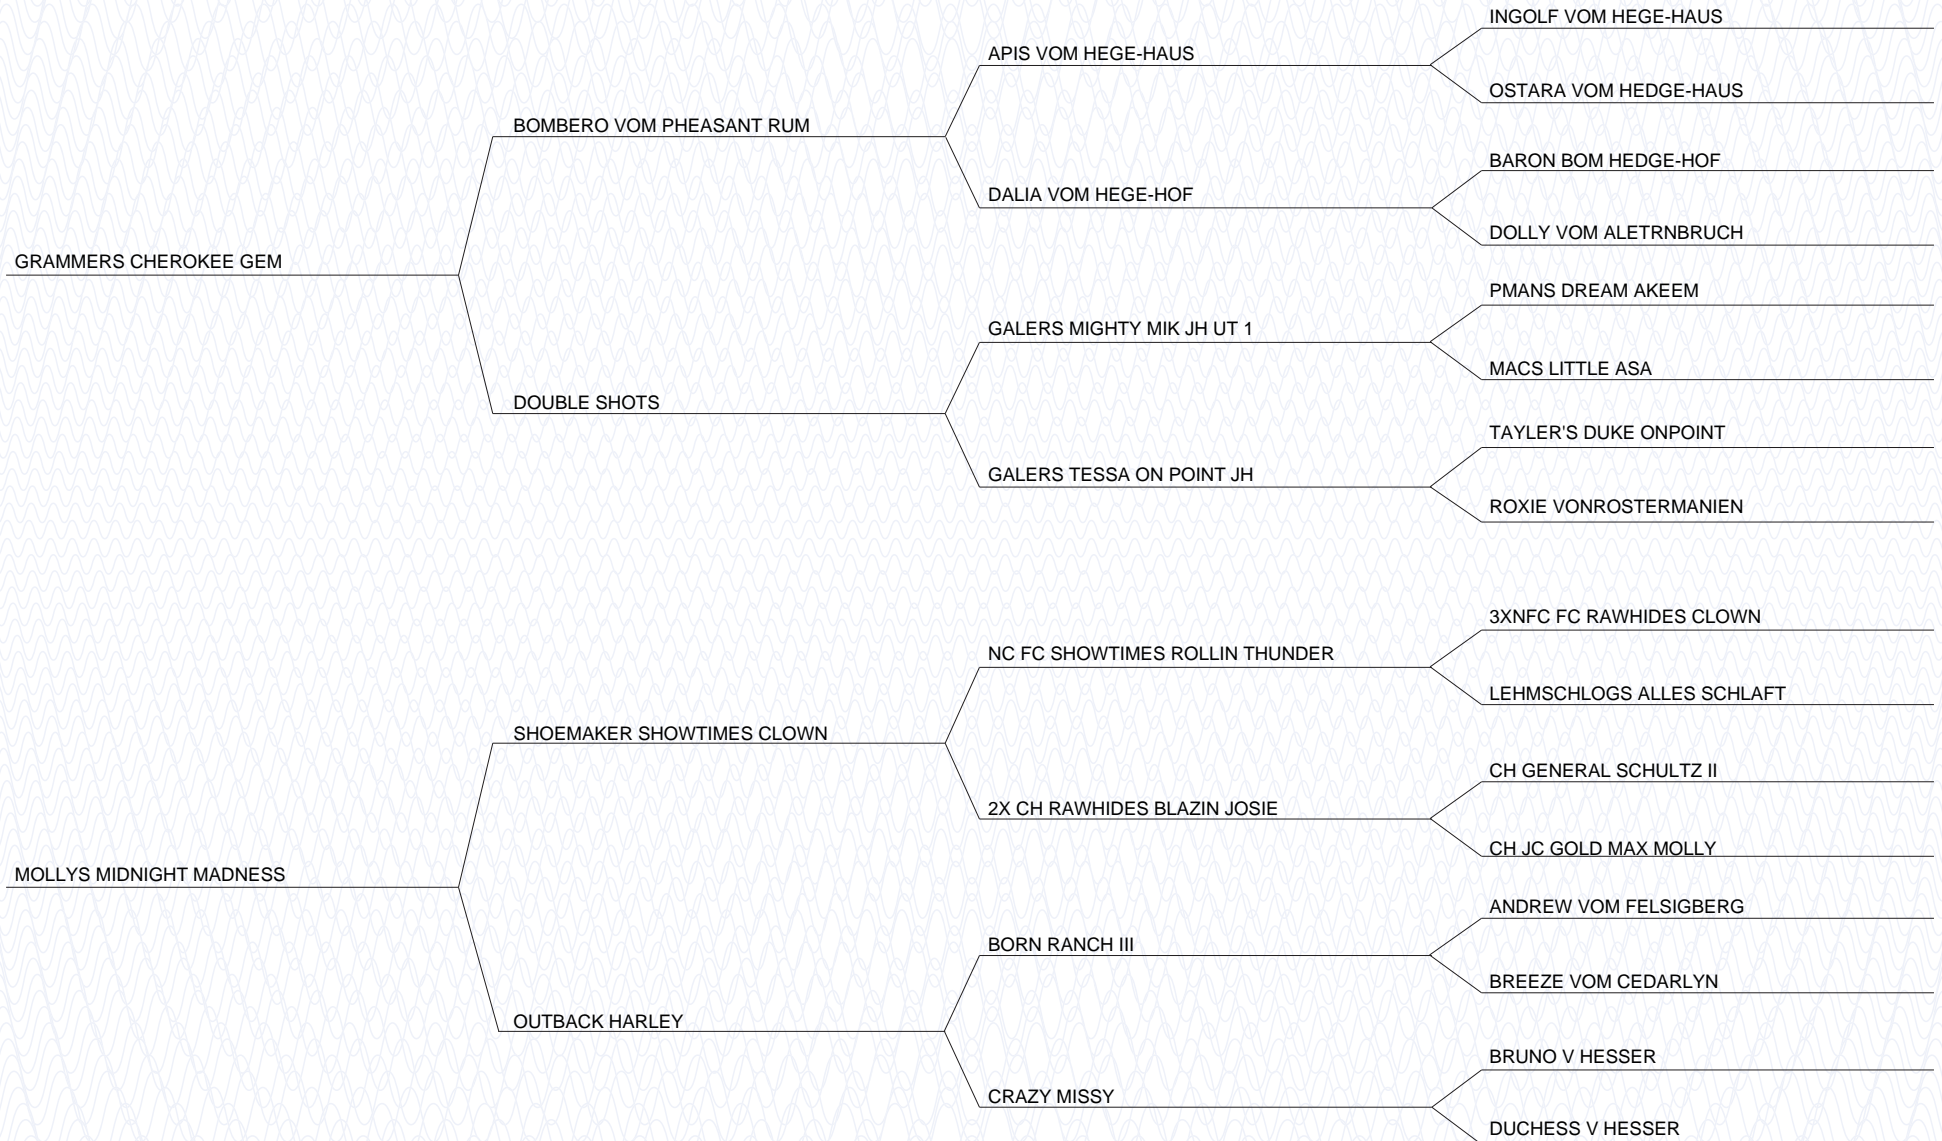 INGOLF VOM HEGE-HAUS
APIS VOM HEGE-HAUS
OSTARA VOM HEDGE-HAUS
BOMBERO VOM PHEASANT RUM
BARON BOM HEDGE-HOF
DALIA VOM HEGE-HOF
DOLLY VOM ALETRNBRUCH
GRAMMERS CHEROKEE GEM
PMANS DREAM AKEEM
GALERS MIGHTY MIK JH UT 1
MACS LITTLE ASA
DOUBLE SHOTS
TAYLER'S DUKE ONPOINT
GALERS TESSA ON POINT JH
ROXIE VONROSTERMANIEN
3XNFC FC RAWHIDES CLOWN
NC FC SHOWTIMES ROLLIN THUNDER
LEHMSCHLOGS ALLES SCHLAFT
SHOEMAKER SHOWTIMES CLOWN
CH GENERAL SCHULTZ II
2X CH RAWHIDES BLAZIN JOSIE
CH JC GOLD MAX MOLLY
MOLLYS MIDNIGHT MADNESS
ANDREW VOM FELSIGBERG
BORN RANCH III
BREEZE VOM CEDARLYN
OUTBACK HARLEY
BRUNO V HESSER
CRAZY MISSY
DUCHESS V HESSER